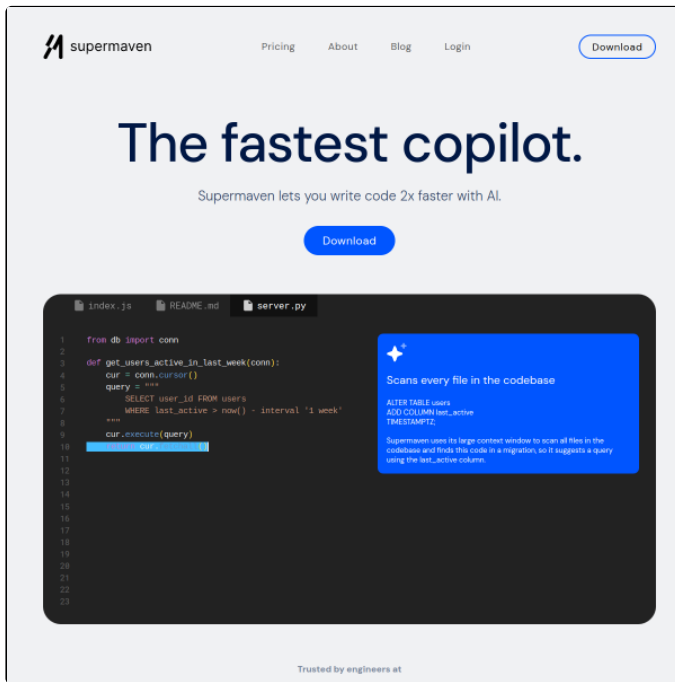 supermaven
Pricing About Blog Login Download
The fastest copilot.
Supermaven lets you write code 2x faster with AI.
Download
index.js README.md server.py
1 from db import conn
2
3 def get_users_active_in_last_week(conn):
4 cur = conn.cursor()
5 query = """
6 SELECT user_id FROM users
7 WHERE last_active > now() - interval '1 week'
8 """
9 cur.execute(query)
10 cur. ()
11
12
13
14
15
16
17
18
19
20
21
22
23
Scans every file in the codebase
ALTER TABLE users
ADD COLUMN last_active
TIMESTAMPTZ;
Supermaven uses its large context window to scan all files in the
codebase and finds this code in a migration, so it suggests a query
using the last_active column.
Trusted by engineers at